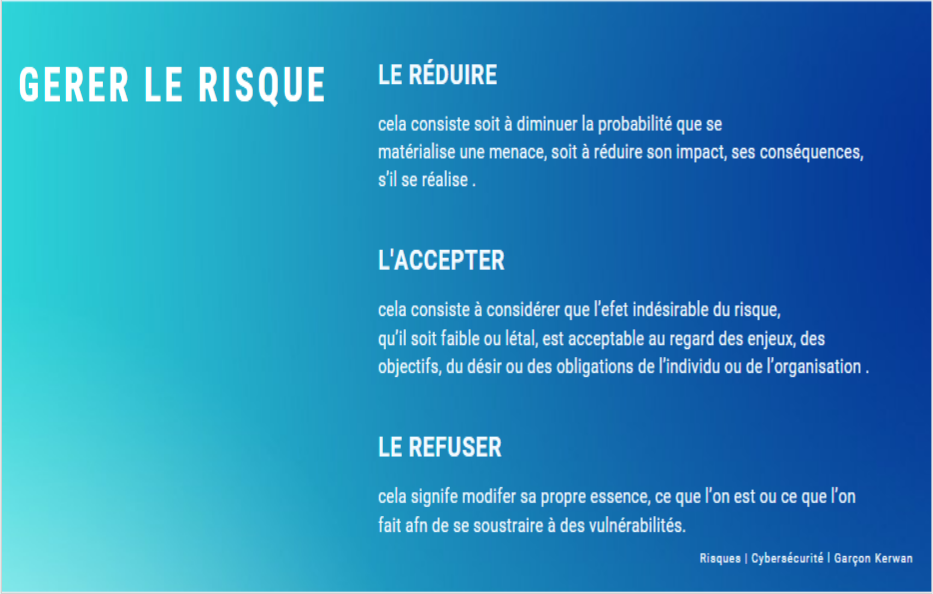 GERER LE RISQUE
LE RÉDUIRE
cela consiste soit à diminuer la probabilité que se
matérialise une menace, soit à réduire son impact, ses conséquences,
s'il se réalise .
L'ACCEPTER
cela consiste à considérer que l'efet indésirable du risque,
qu'il soit faible ou létal, est acceptable au regard des enjeux, des
objectifs, du désir ou des obligations de l'individu ou de l'organisation .
LE REFUSER
cela signife modifer sa propre essence, ce que l'on est ou ce que l'on
fait afn de se soustraire à des vulnérabilités.
Risques | Cybersécurité l Garçon Kerwan